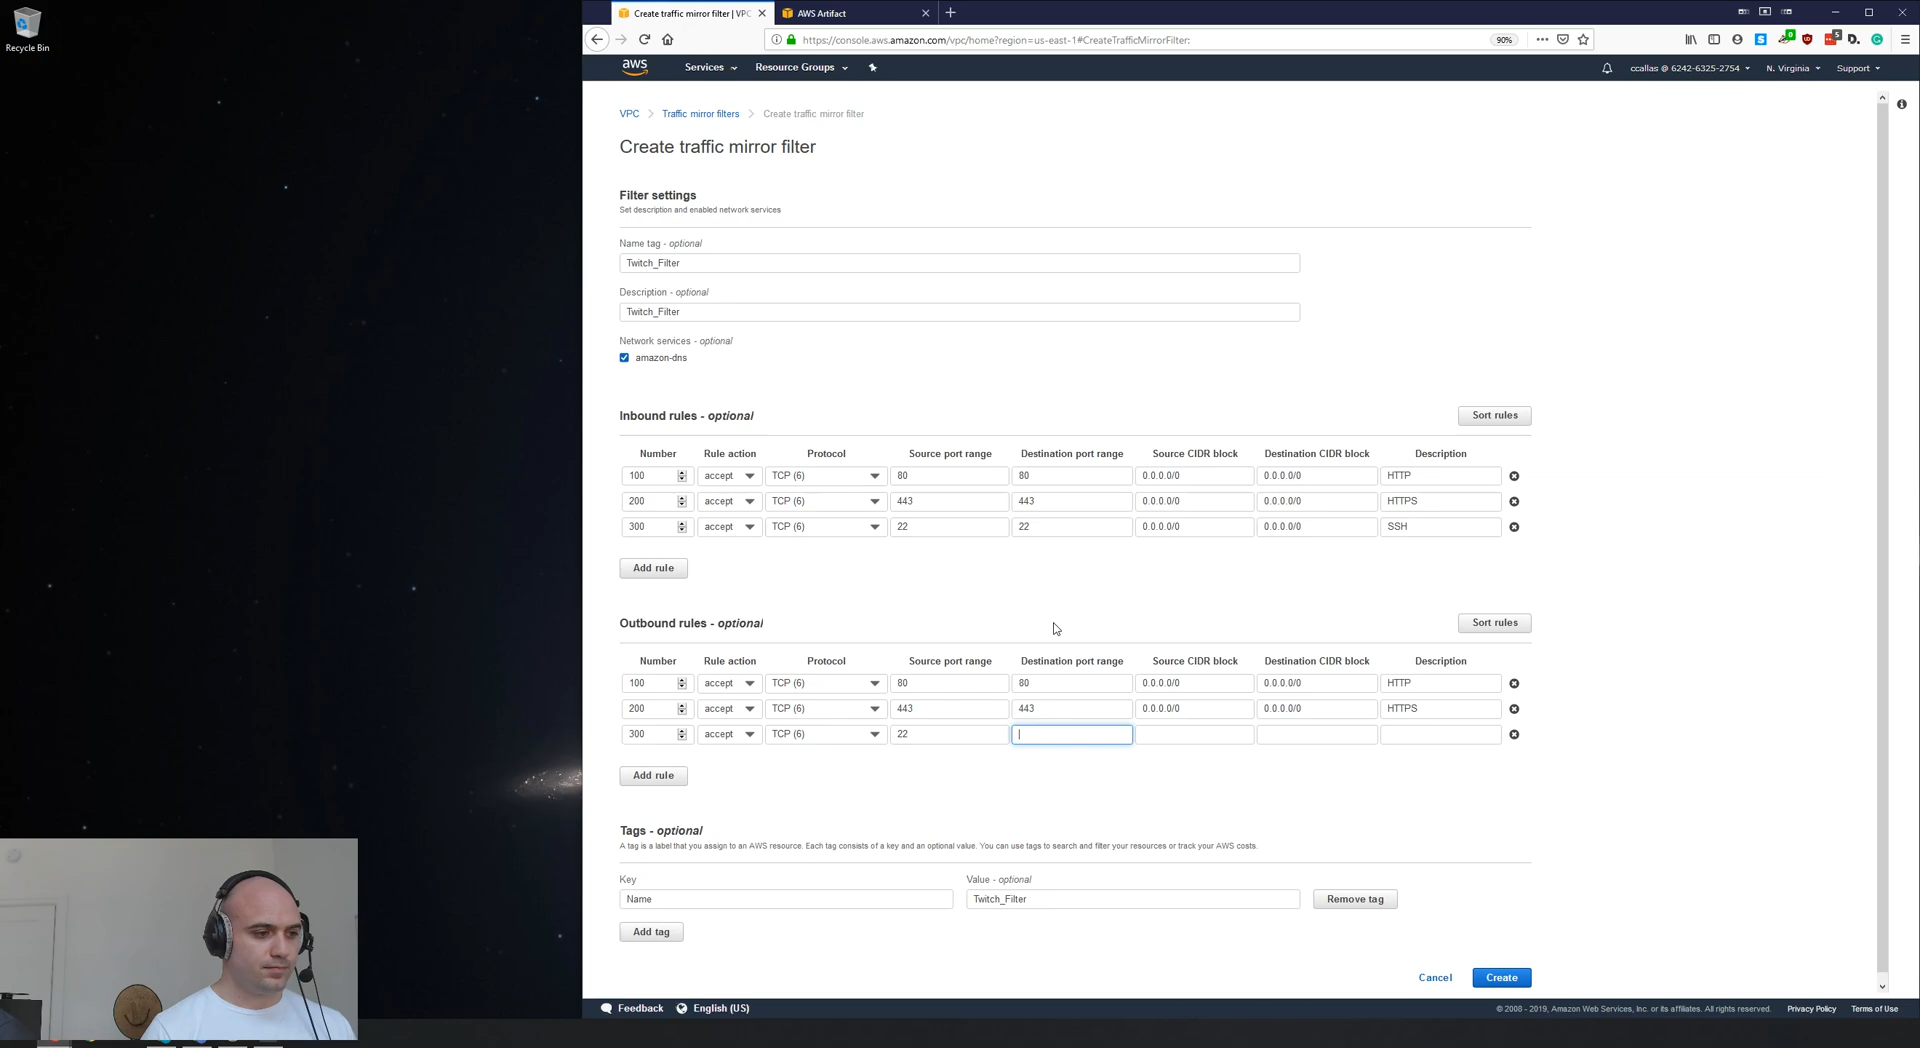 Recycle Bin
Create traffic mirror filter | VPC
AWS Artifact
https://console.aws.amazon.com/vpc/home?region=us-east-1#CreateTrafficMirrorFilter:
90%
0
5
D.
aws
Services
Resource Groups
ccallas @ 6242-6325-2754
N. Virginia
Support
VPC > Traffic mirror filters > Create traffic mirror filter
Create traffic mirror filter
Filter settings
Set description and enabled network services
Name tag - optional
Twitch_Filter
Description - optional
Twitch_Filter
Network services - optional
amazon-dns
Inbound rules - optional
Sort rules
Number Rule action Protocol Source port range Destination port range Source CIDR block Destination CIDR block Description
100 accept TCP (6) 80 80 0.0.0.0/0 0.0.0.0/0 HTTP
200 accept TCP (6) 443 443 0.0.0.0/0 0.0.0.0/0 HTTPS
300 accept TCP (6) 22 22 0.0.0.0/0 0.0.0.0/0 SSH
Add rule
Outbound rules - optional
Sort rules
Number Rule action Protocol Source port range Destination port range Source CIDR block Destination CIDR block Description
100 accept TCP (6) 80 80 0.0.0.0/0 0.0.0.0/0 HTTP
200 accept TCP (6) 443 443 0.0.0.0/0 0.0.0.0/0 HTTPS
300 accept TCP (6) 22
Add rule
Tags - optional
A tag is a label that you assign to an AWS resource. Each tag consists of a key and an optional value. You can use tags to search and filter your resources or track your AWS costs.
Key Value - optional
Name Twitch_Filter Remove tag
Add tag
Cancel Create
Feedback English (US)
© 2008 - 2019, Amazon Web Services, Inc. or its affiliates. All rights reserved. Privacy Policy Terms of Use